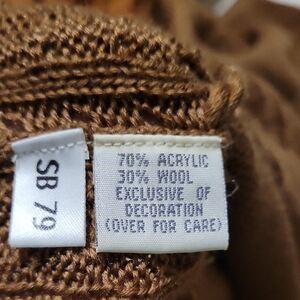 SB 79
70% ACRYLIC
30% WOOL
EXCLUSIVE OF
DECORATION
(OVER FOR CARE)